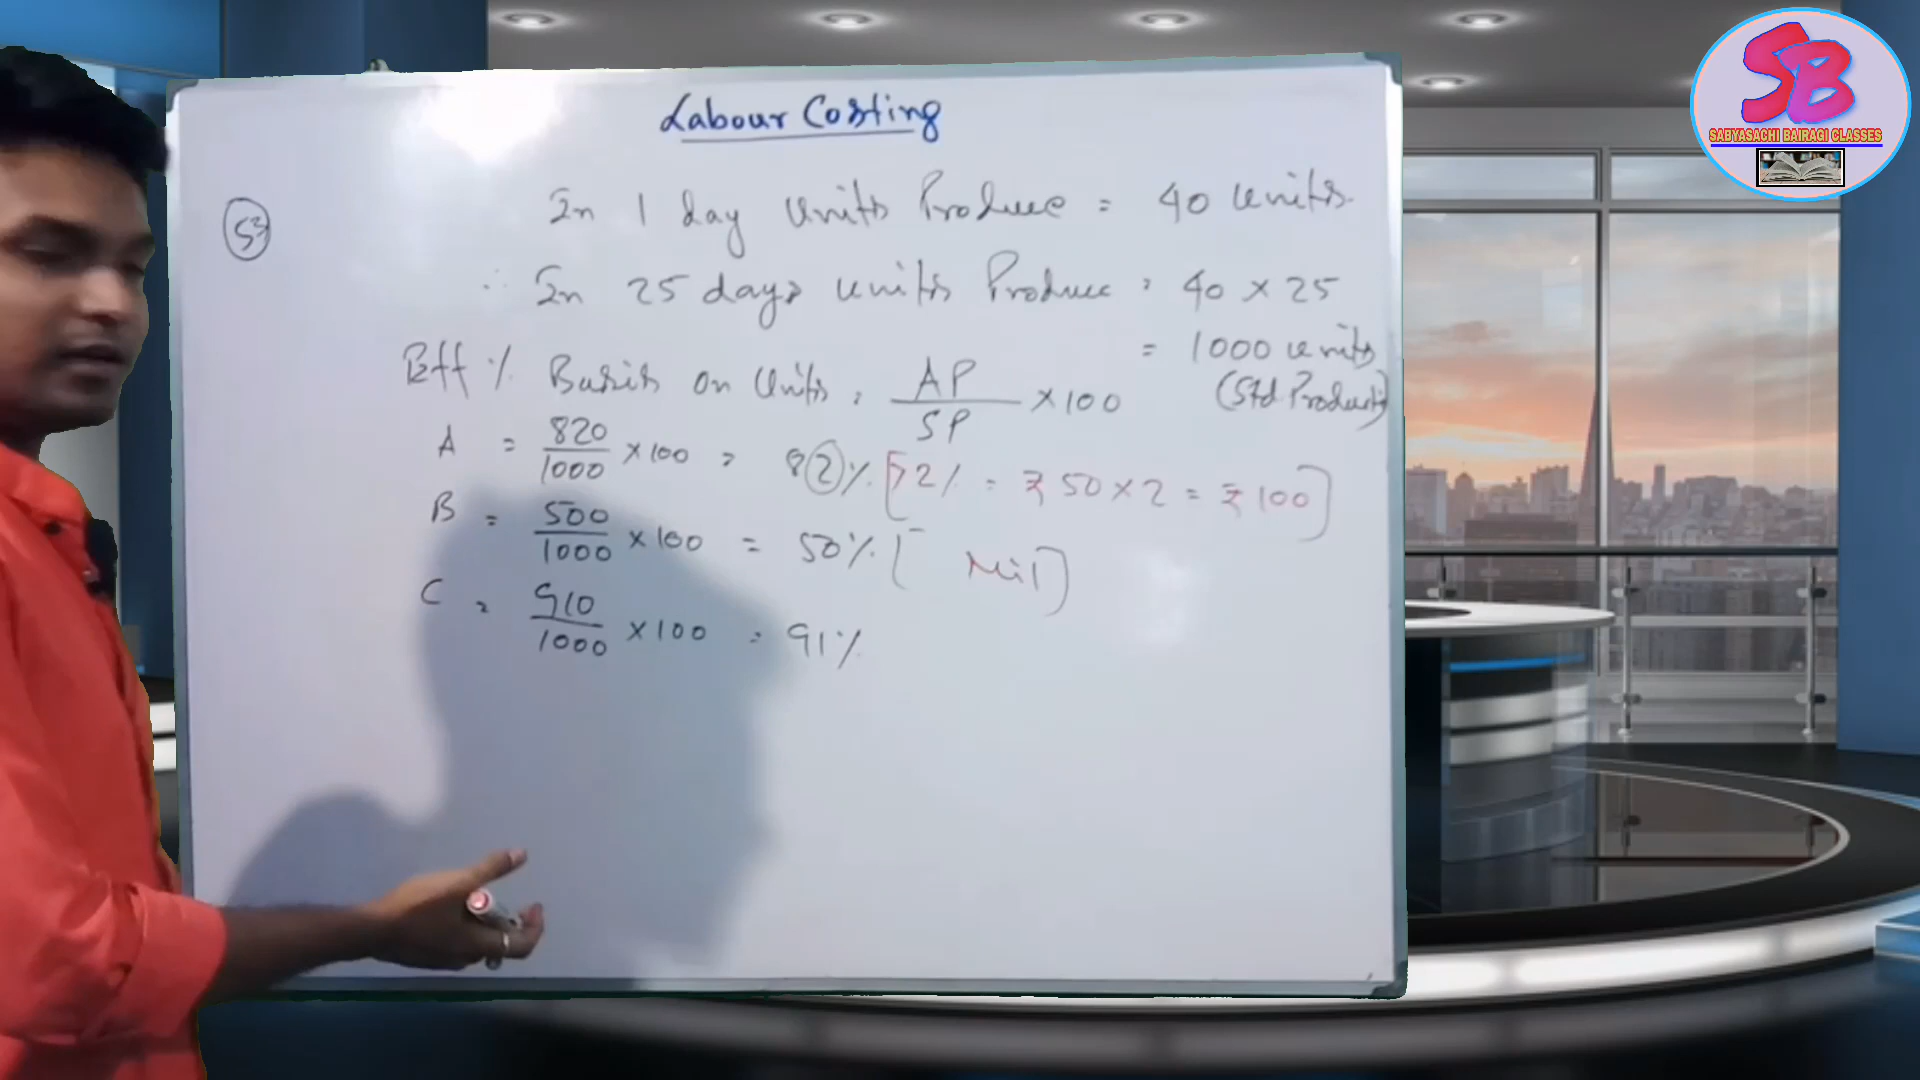 Labour Costing
53
In 1 day Units Produce = 40 Units.
∴ In 25 days units Produce = 40 × 25
= 1000 units
(Std. Production)
Eff % Basis on Units = AP / SP × 100
A = 820 / 1000 × 100 = 82% [> 2% = ₹ 50 × 2 = ₹ 100]
B = 500 / 1000 × 100 = 50% [ Nil ]
C = 910 / 1000 × 100 = 91%
SB
SABYASACHI BAIRAGI CLASSES